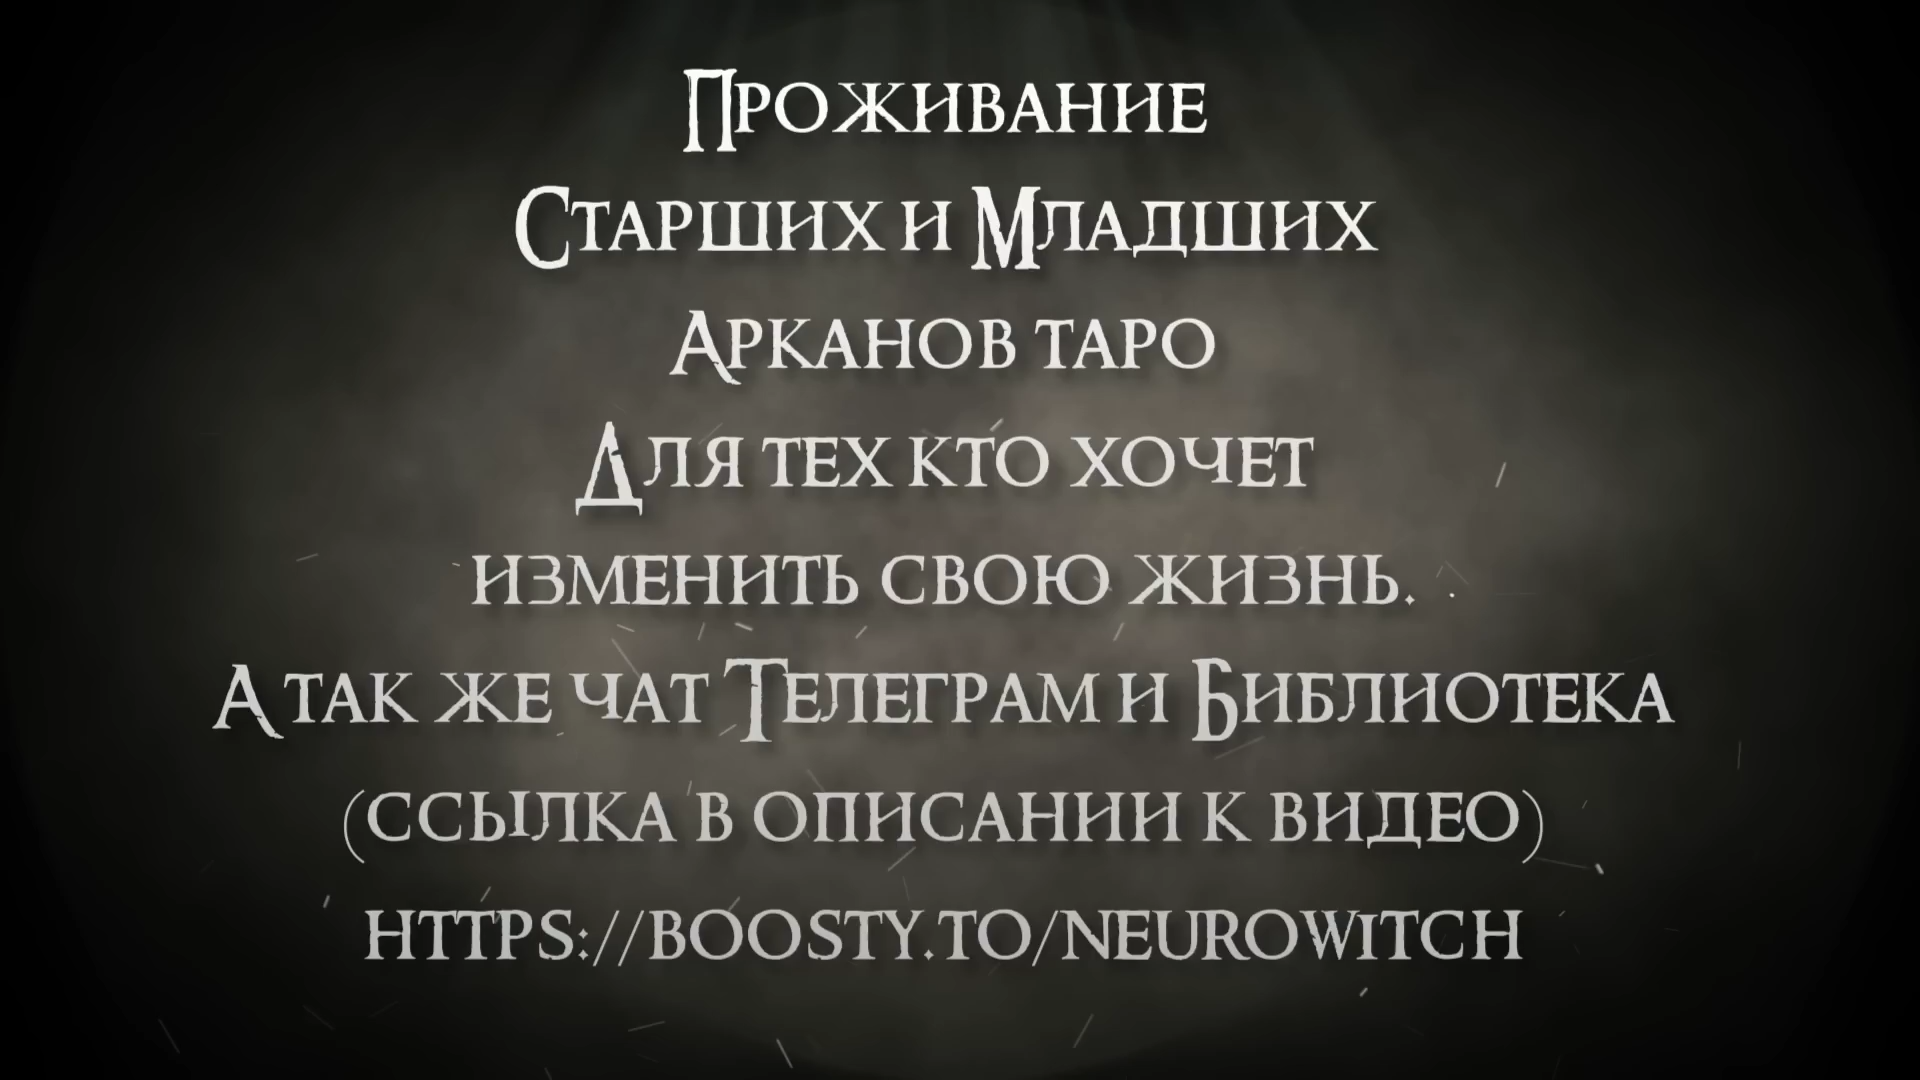 Проживание
Старших и Младших
Арканов таро
Для тех кто хочет
изменить свою жизнь.
А так же чат Телеграм и Библиотека
(ссылка в описании к видео)
https://boosty.to/neurowitch